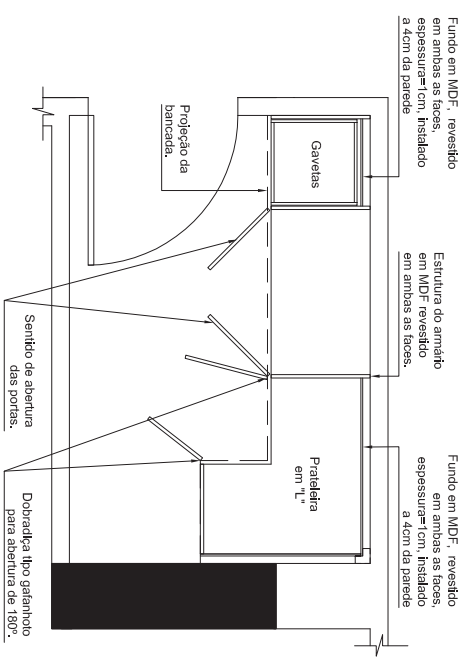 Fundo em MDF, revestido
em ambas as faces,
espessura=1cm, instalado
a 4cm da parede
Estrutura do armário
em MDF revestido
em ambas as faces.
Fundo em MDF, revestido
em ambas as faces,
espessura=1cm, instalado
a 4cm da parede
Gavetas
Prateleira
em "L"
Projeção da
bancada.
Sentido de abertura
das portas.
Dobradiça tipo gafanhoto
para abertura de 180º.